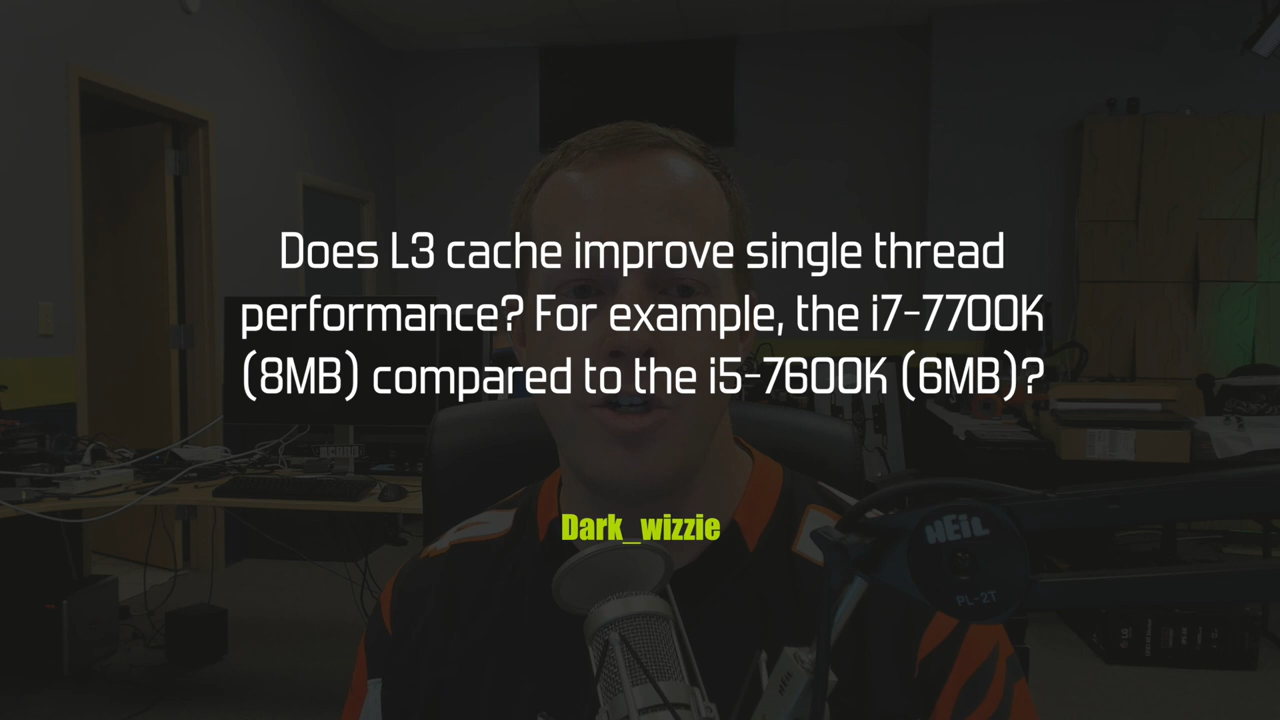 Does L3 cache improve single thread
performance? For example, the i7-7700K
(8MB) compared to the i5-7600K (6MB)?
Dark_wizzie
HEiL
PL-2T
HEiL